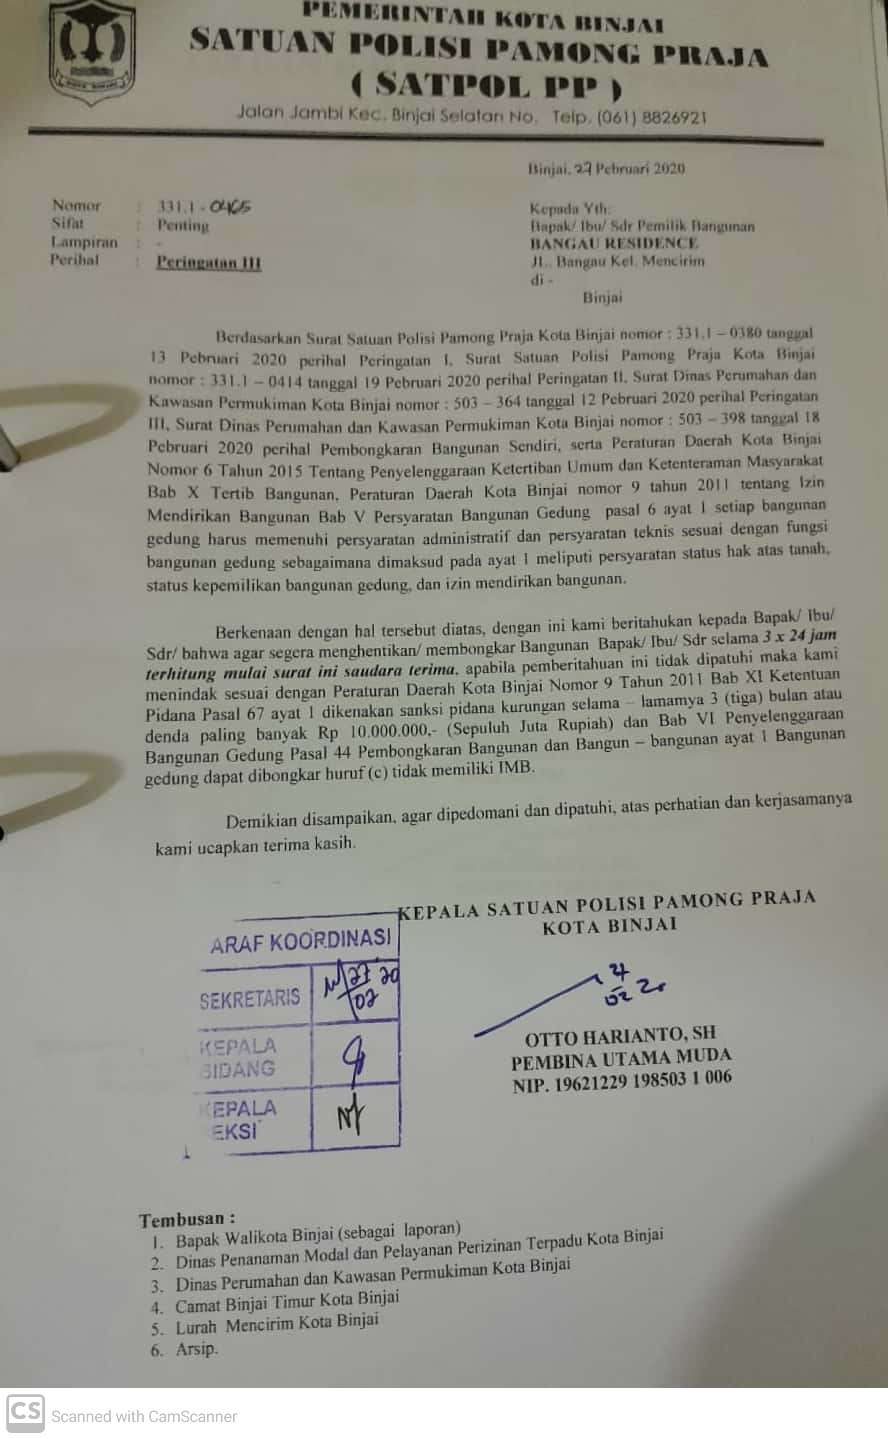 PEMERINTAH KOTA BINJAI
SATUAN POLISI PAMONG PRAJA
( SATPOL PP )
Jalan Jambi Kec. Binjai Selatan No. Telp. (061) 8826921
Binjai, 27 Pebruari 2020
Nomor : 331.1 - 0465
Sifat : Penting
Lampiran : -
Perihal : Peringatan III
Kepada Yth:
Bapak/ Ibu/ Sdr Pemilik Bangunan
BANGAU RESIDENCE
JL. Bangau Kel. Mencirim
di -
Binjai
Berdasarkan Surat Satuan Polisi Pamong Praja Kota Binjai nomor : 331.1 – 0380 tanggal
13 Pebruari 2020 perihal Peringatan I, Surat Satuan Polisi Pamong Praja Kota Binjai
nomor : 331.1 – 0414 tanggal 19 Pebruari 2020 perihal Peringatan II, Surat Dinas Perumahan dan
Kawasan Permukiman Kota Binjai nomor : 503 – 364 tanggal 12 Pebruari 2020 perihal Peringatan
III, Surat Dinas Perumahan dan Kawasan Permukiman Kota Binjai nomor : 503 – 398 tanggal 18
Pebruari 2020 perihal Pembongkaran Bangunan Sendiri, serta Peraturan Daerah Kota Binjai
Nomor 6 Tahun 2015 Tentang Penyelenggaraan Ketertiban Umum dan Ketenteraman Masyarakat
Bab X Tertib Bangunan, Peraturan Daerah Kota Binjai nomor 9 tahun 2011 tentang Izin
Mendirikan Bangunan Bab V Persyaratan Bangunan Gedung pasal 6 ayat 1 setiap bangunan
gedung harus memenuhi persyaratan administratif dan persyaratan teknis sesuai dengan fungsi
bangunan gedung sebagaimana dimaksud pada ayat 1 meliputi persyaratan status hak atas tanah,
status kepemilikan bangunan gedung, dan izin mendirikan bangunan.
Berkenaan dengan hal tersebut diatas, dengan ini kami beritahukan kepada Bapak/ Ibu/
Sdr/ bahwa agar segera menghentikan/ membongkar Bangunan Bapak/ Ibu/ Sdr selama 3 x 24 jam
terhitung mulai surat ini saudara terima, apabila pemberitahuan ini tidak dipatuhi maka kami
menindak sesuai dengan Peraturan Daerah Kota Binjai Nomor 9 Tahun 2011 Bab XI Ketentuan
Pidana Pasal 67 ayat 1 dikenakan sanksi pidana kurungan selama – lamamya 3 (tiga) bulan atau
denda paling banyak Rp 10.000.000,- (Sepuluh Juta Rupiah) dan Bab VI Penyelenggaraan
Bangunan Gedung Pasal 44 Pembongkaran Bangunan dan Bangun – bangunan ayat 1 Bangunan
gedung dapat dibongkar huruf (c) tidak memiliki IMB.
Demikian disampaikan, agar dipedomani dan dipatuhi, atas perhatian dan kerjasamanya
kami ucapkan terima kasih.
KEPALA SATUAN POLISI PAMONG PRAJA
KOTA BINJAI
OTTO HARIANTO, SH
PEMBINA UTAMA MUDA
NIP. 19621229 198503 1 006
ARAF KOORDINASI
SEKRETARIS 27 20
02
KEPALA
BIDANG
KEPALA
EKSI
Tembusan :
1. Bapak Walikota Binjai (sebagai laporan)
2. Dinas Penanaman Modal dan Pelayanan Perizinan Terpadu Kota Binjai
3. Dinas Perumahan dan Kawasan Permukiman Kota Binjai
4. Camat Binjai Timur Kota Binjai
5. Lurah Mencirim Kota Binjai
6. Arsip.
CS Scanned with CamScanner